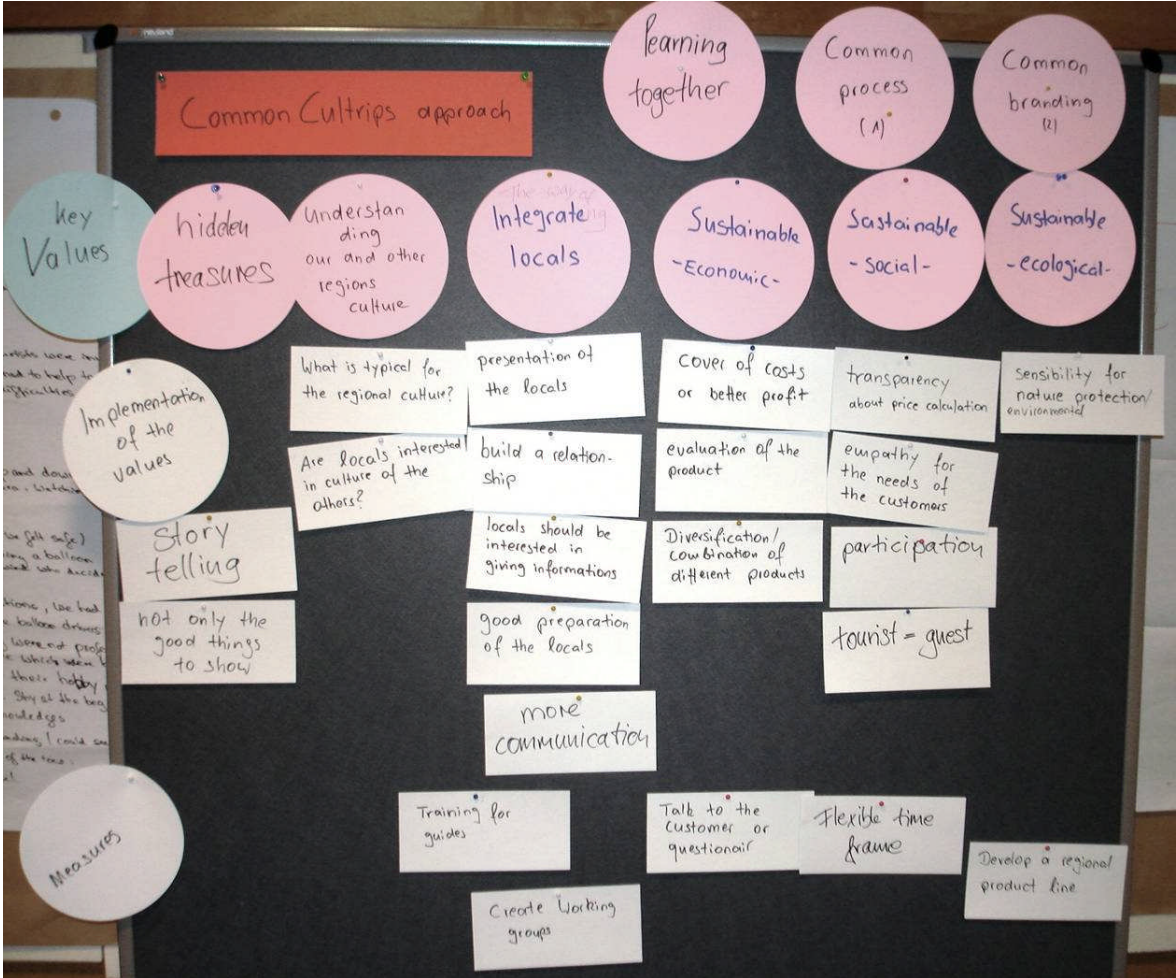 neuland
Common Cultrips approach
learning
together
Common
process
(1)
Common
branding
(2)
key
Values
hidden
treasures
Understan
ding
our and other
regions
culture
Integrate
locals
Sustainable
-Economic-
Sustainable
-social-
Sustainable
-ecological-
Implementation
of the
values
story
telling
not only the
good things
to show
What is typical for
the regional culture?
Are locals interested
in culture of the
others?
presentation of
the locals
build a relation-
ship
locals should be
interested in
giving informations
good preparation
of the locals
more
communication
cover of costs
or better profit
evaluation of the
product
Diversification/
combination of
different products
transparency
about price calculation
empathy for
the needs of
the customers
participation
tourist = guest
sensibility for
nature protection/
environmental
Measures
Training for
guides
Create Working
groups
Talk to the
customer or
questionair
Flexible time
frame
Develop a regional
product line